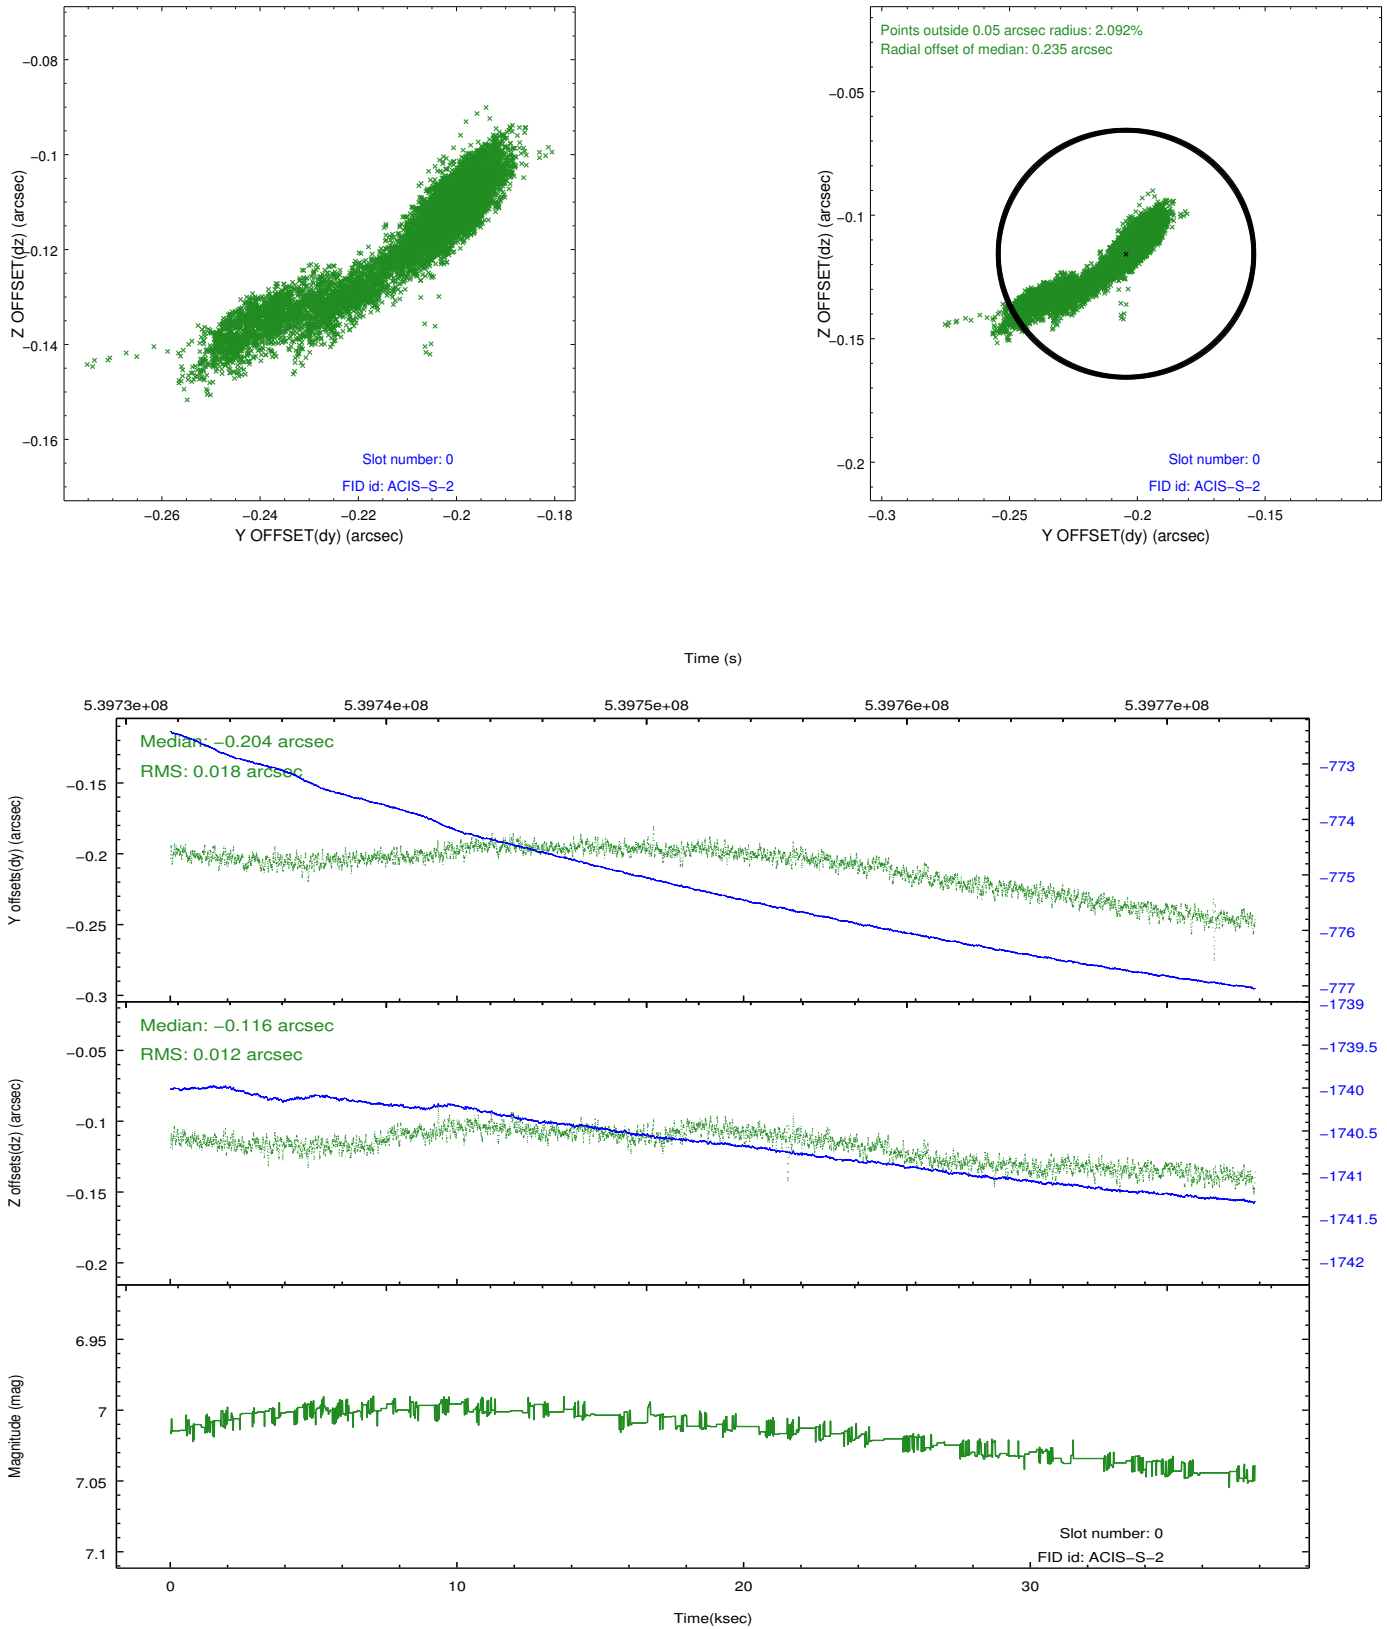 −0.08
−0.1
−0.12
−0.14
−0.16
Z OFFSET(dz) (arcsec)
Slot number: 0
FID id: ACIS−S−2
−0.26
−0.24
−0.22
−0.2
−0.18
Y OFFSET(dy) (arcsec)
Points outside 0.05 arcsec radius: 2.092%
Radial offset of median: 0.235 arcsec
−0.05
−0.1
−0.15
−0.2
Z OFFSET(dz) (arcsec)
Slot number: 0
FID id: ACIS−S−2
−0.3
−0.25
−0.2
−0.15
Y OFFSET(dy) (arcsec)
Time (s)
5.3973e+08
5.3974e+08
5.3975e+08
5.3976e+08
5.3977e+08
Median: −0.204 arcsec
RMS: 0.018 arcsec
−0.15
−0.2
−0.25
−0.3
Y offsets(dy) (arcsec)
−773
−774
−775
−776
−777
Median: −0.116 arcsec
RMS: 0.012 arcsec
−0.05
−0.1
−0.15
−0.2
Z offsets(dz) (arcsec)
−1739
−1739.5
−1740
−1740.5
−1741
−1741.5
−1742
6.95
7
7.05
7.1
Magnitude (mag)
Slot number: 0
FID id: ACIS−S−2
0
10
20
30
Time(ksec)